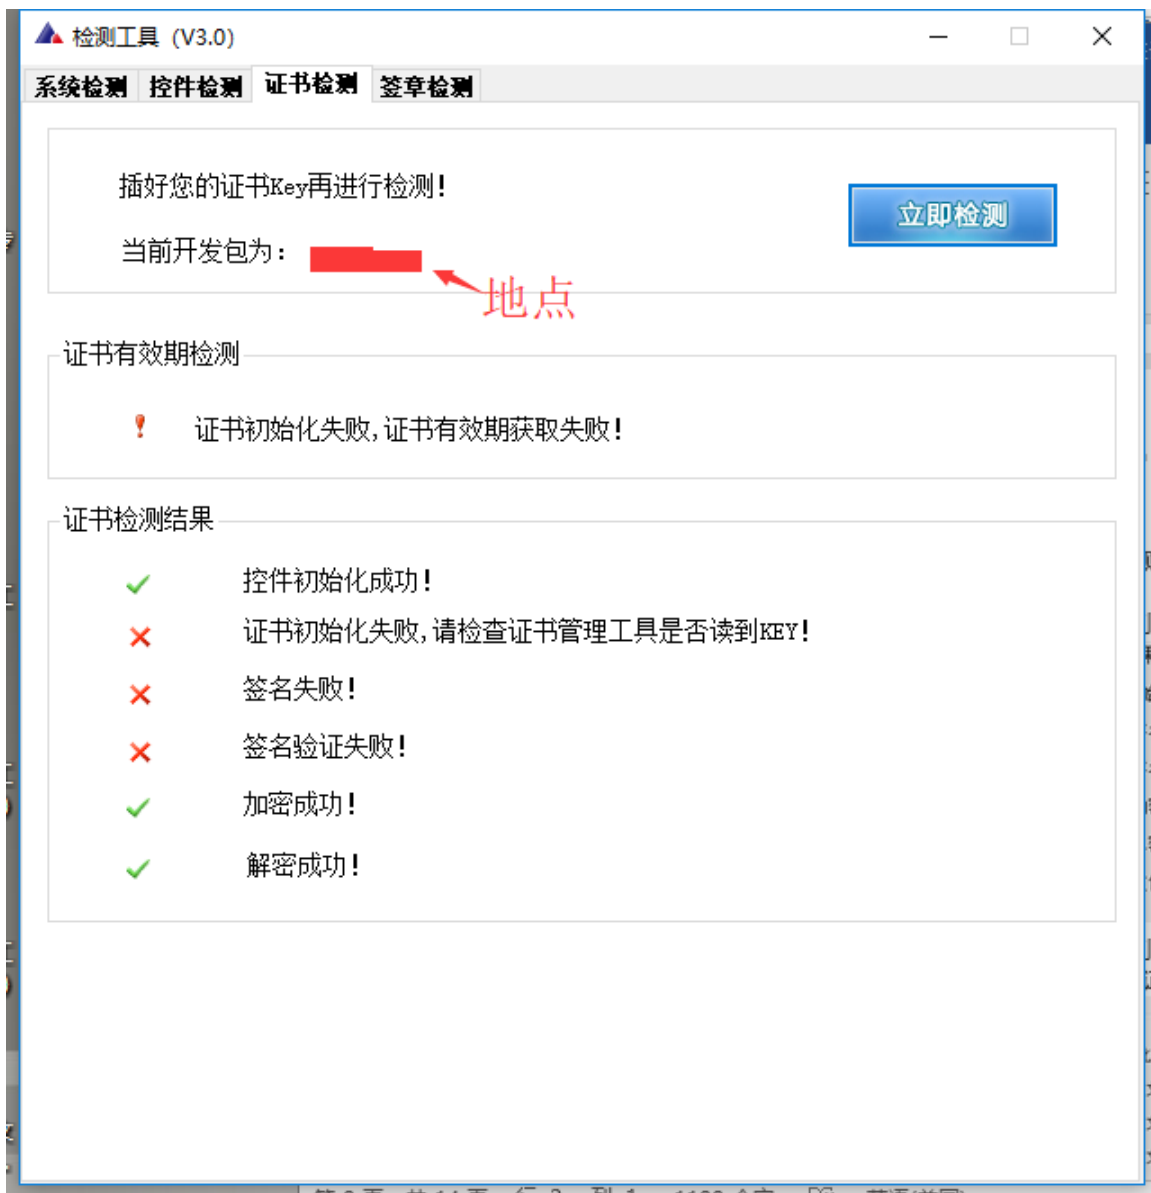 检测工具 (V3.0)
系统检测 控件检测 证书检测 签章检测
插好您的证书Key再进行检测!
立即检测
当前开发包为:
地点
证书有效期检测
证书初始化失败,证书有效期获取失败!
证书检测结果
控件初始化成功!
证书初始化失败,请检查证书管理工具是否读到KEY!
签名失败!
签名验证失败!
加密成功!
解密成功!